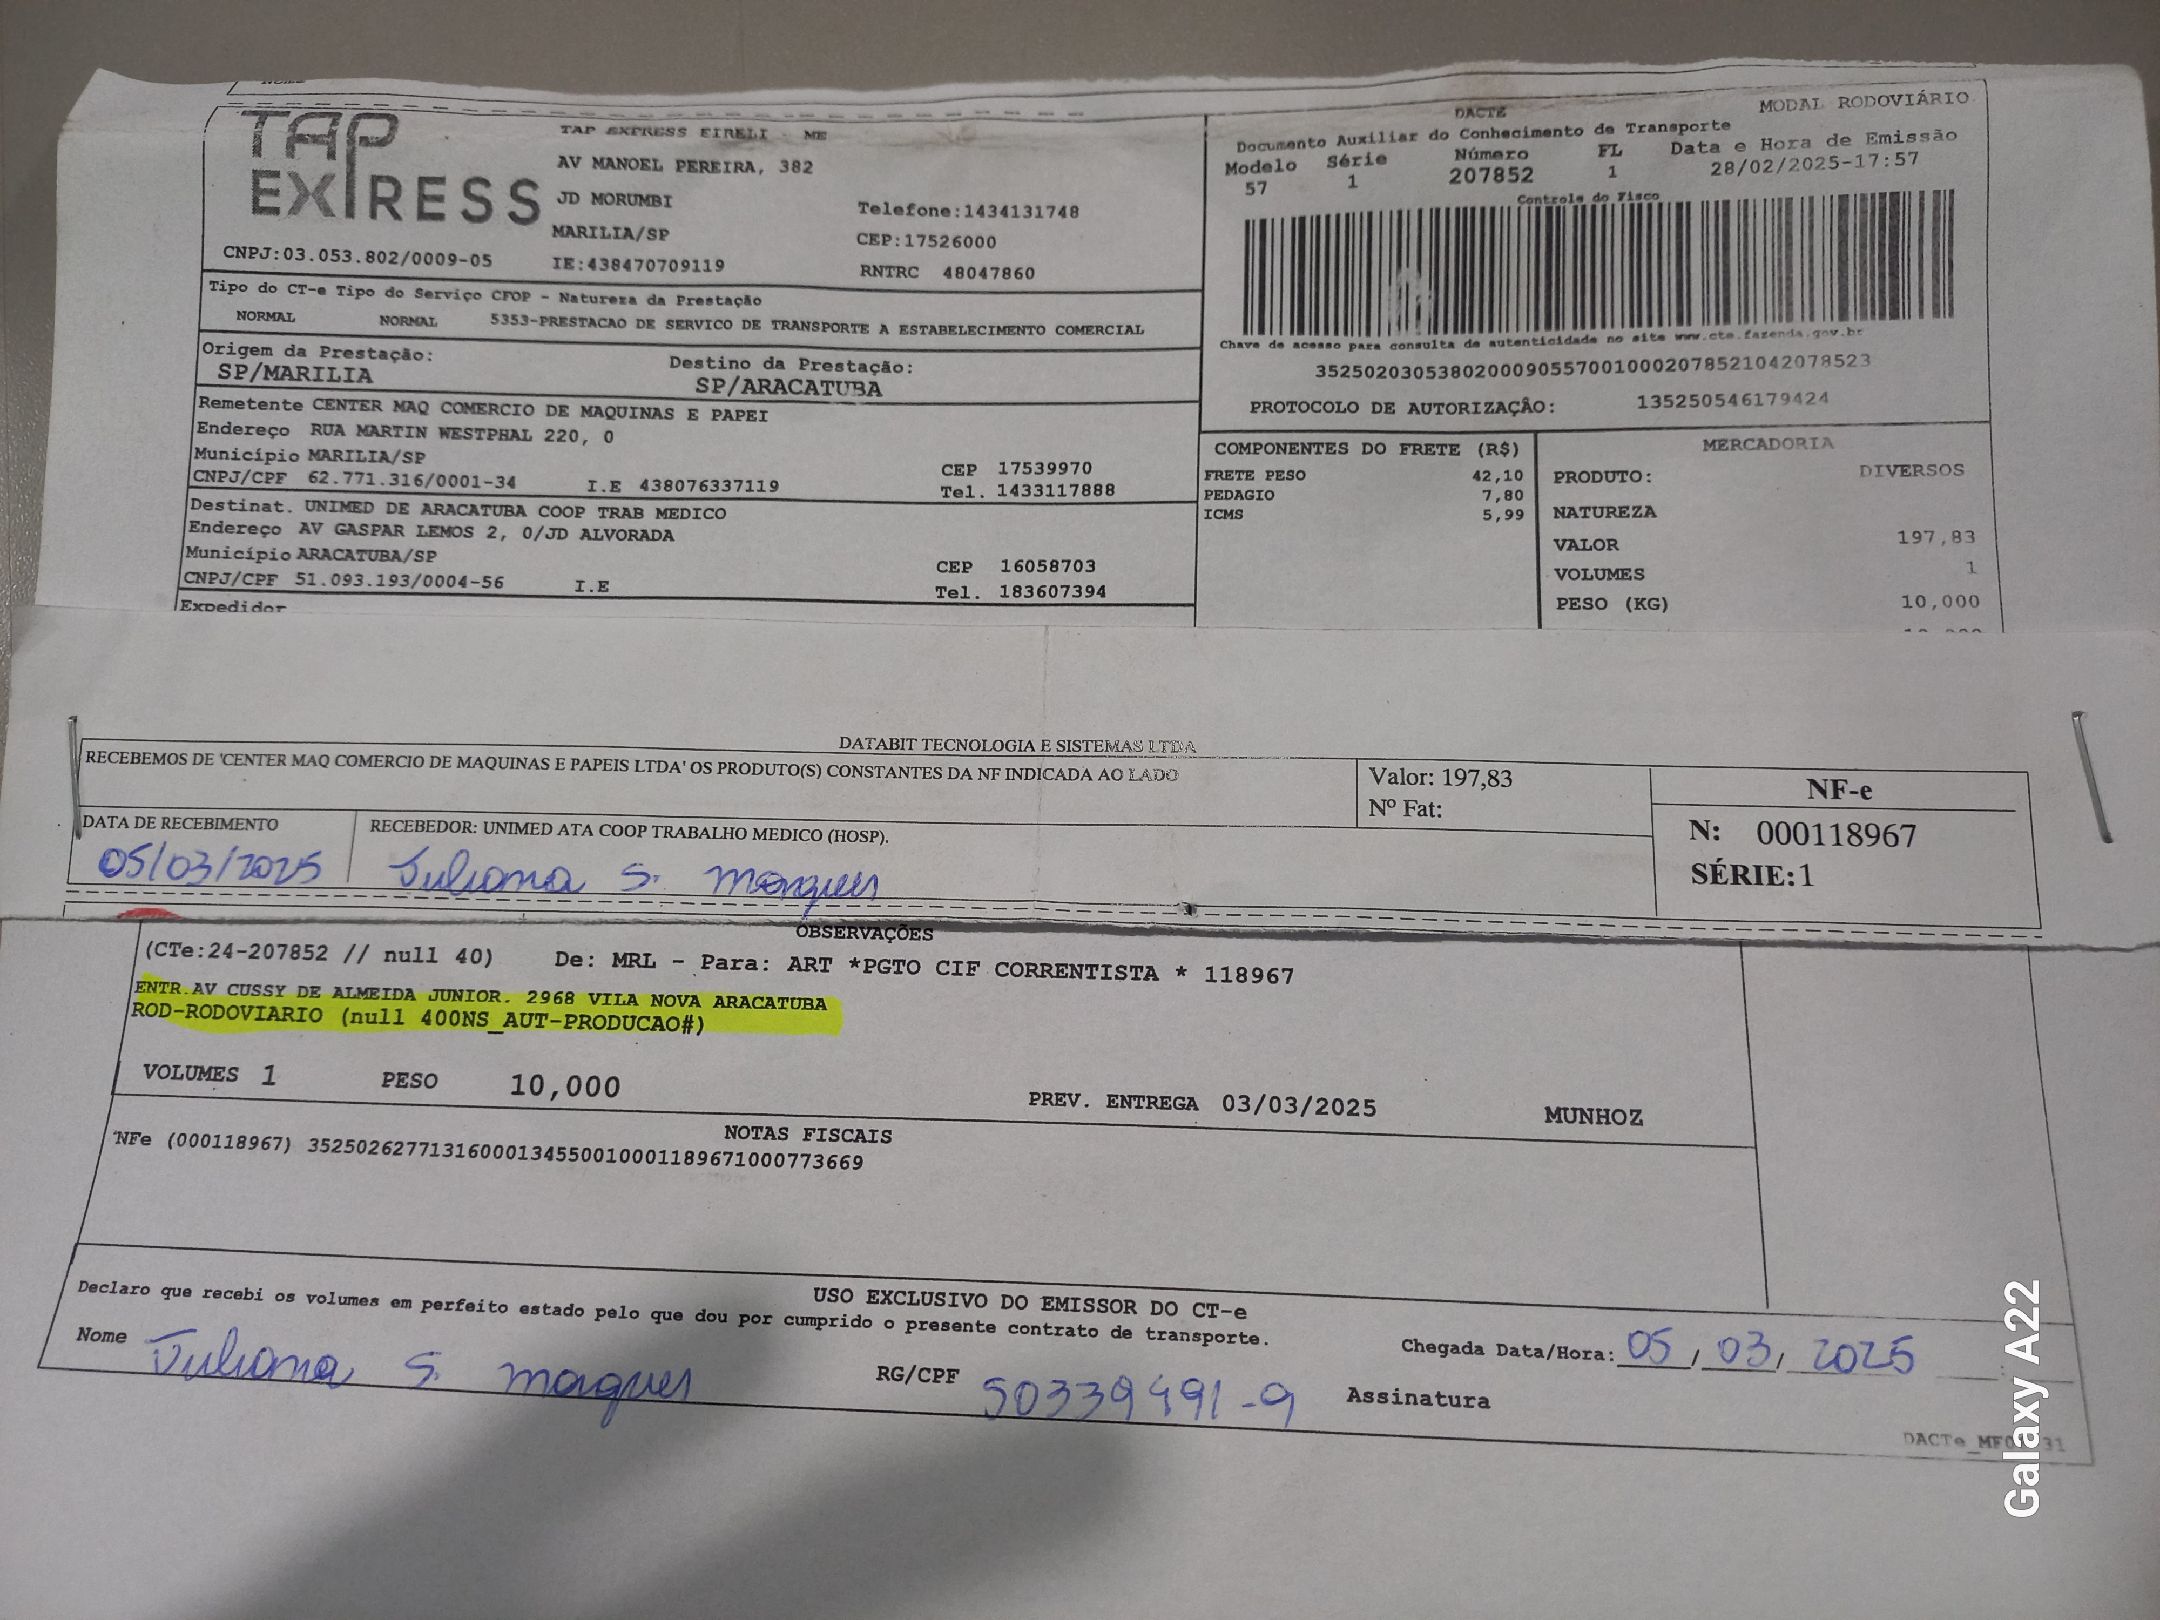 TAP EXPRESS
TAP EXPRESS EIRELI - ME
AV MANOEL PEREIRA, 382
JD MORUMBI
Telefone:1434131748
MARILIA/SP
CEP:17526000
CNPJ:03.053.802/0009-05
IE:438470709119
RNTRC 48047860
Tipo do CT-e Tipo do Serviço CFOP - Natureza da Prestação
NORMAL NORMAL 5353-PRESTACAO DE SERVICO DE TRANSPORTE A ESTABELECIMENTO COMERCIAL
Origem da Prestação: Destino da Prestação:
SP/MARILIA SP/ARACATUBA
Remetente CENTER MAQ COMERCIO DE MAQUINAS E PAPEI
Endereço RUA MARTIN WESTPHAL 220, 0
Município MARILIA/SP CEP 17539970
CNPJ/CPF 62.771.316/0001-34 I.E 438076337119 Tel. 1433117888
Destinat. UNIMED DE ARACATUBA COOP TRAB MEDICO
Endereço AV GASPAR LEMOS 2, 0/JD ALVORADA
Município ARACATUBA/SP CEP 16058703
CNPJ/CPF 51.093.193/0004-56 I.E Tel. 183607394
Expedidor
DACTE MODAL RODOVIÁRIO
Documento Auxiliar do Conhecimento de Transporte
Modelo Série Número FL Data e Hora de Emissão
57 1 207852 1 28/02/2025-17:57
Controle do Fisco
Chave de acesso para consulta de autenticidade no site www.cte.fazenda.gov.br
35250203053802000905570010002078521042078523
PROTOCOLO DE AUTORIZAÇÂO: 135250546179424
COMPONENTES DO FRETE (R$)
FRETE PESO 42,10
PEDAGIO 7,80
ICMS 5,99
MERCADORIA
PRODUTO: DIVERSOS
NATUREZA
VALOR 197,83
VOLUMES 1
PESO (KG) 10,000
DATABIT TECNOLOGIA E SISTEMAS LTDA
RECEBEMOS DE 'CENTER MAQ COMERCIO DE MAQUINAS E PAPEIS LTDA' OS PRODUTO(S) CONSTANTES DA NF INDICADA AO LADO
Valor: 197,83
Nº Fat:
NF-e
N: 000118967
SÉRIE:1
DATA DE RECEBIMENTO
RECEBEDOR: UNIMED ATA COOP TRABALHO MEDICO (HOSP).
05/03/2025 Juliana S. Marques
OBSERVAÇÕES
(CTe:24-207852 // null 40) De: MRL - Para: ART *PGTO CIF CORRENTISTA * 118967
ENTR.AV CUSSY DE ALMEIDA JUNIOR. 2968 VILA NOVA ARACATUBA
ROD-RODOVIARIO (null 400NS_AUT-PRODUCAO#)
VOLUMES 1 PESO 10,000
PREV. ENTREGA 03/03/2025 MUNHOZ
NOTAS FISCAIS
NFe (000118967) 35250262771316000134550010001189671000773669
USO EXCLUSIVO DO EMISSOR DO CT-e
Declaro que recebi os volumes em perfeito estado pelo que dou por cumprido o presente contrato de transporte.
Nome Juliana S. Marques RG/CPF 50339491-9
Chegada Data/Hora: 05 / 03 / 2025
Assinatura
Galaxy A22